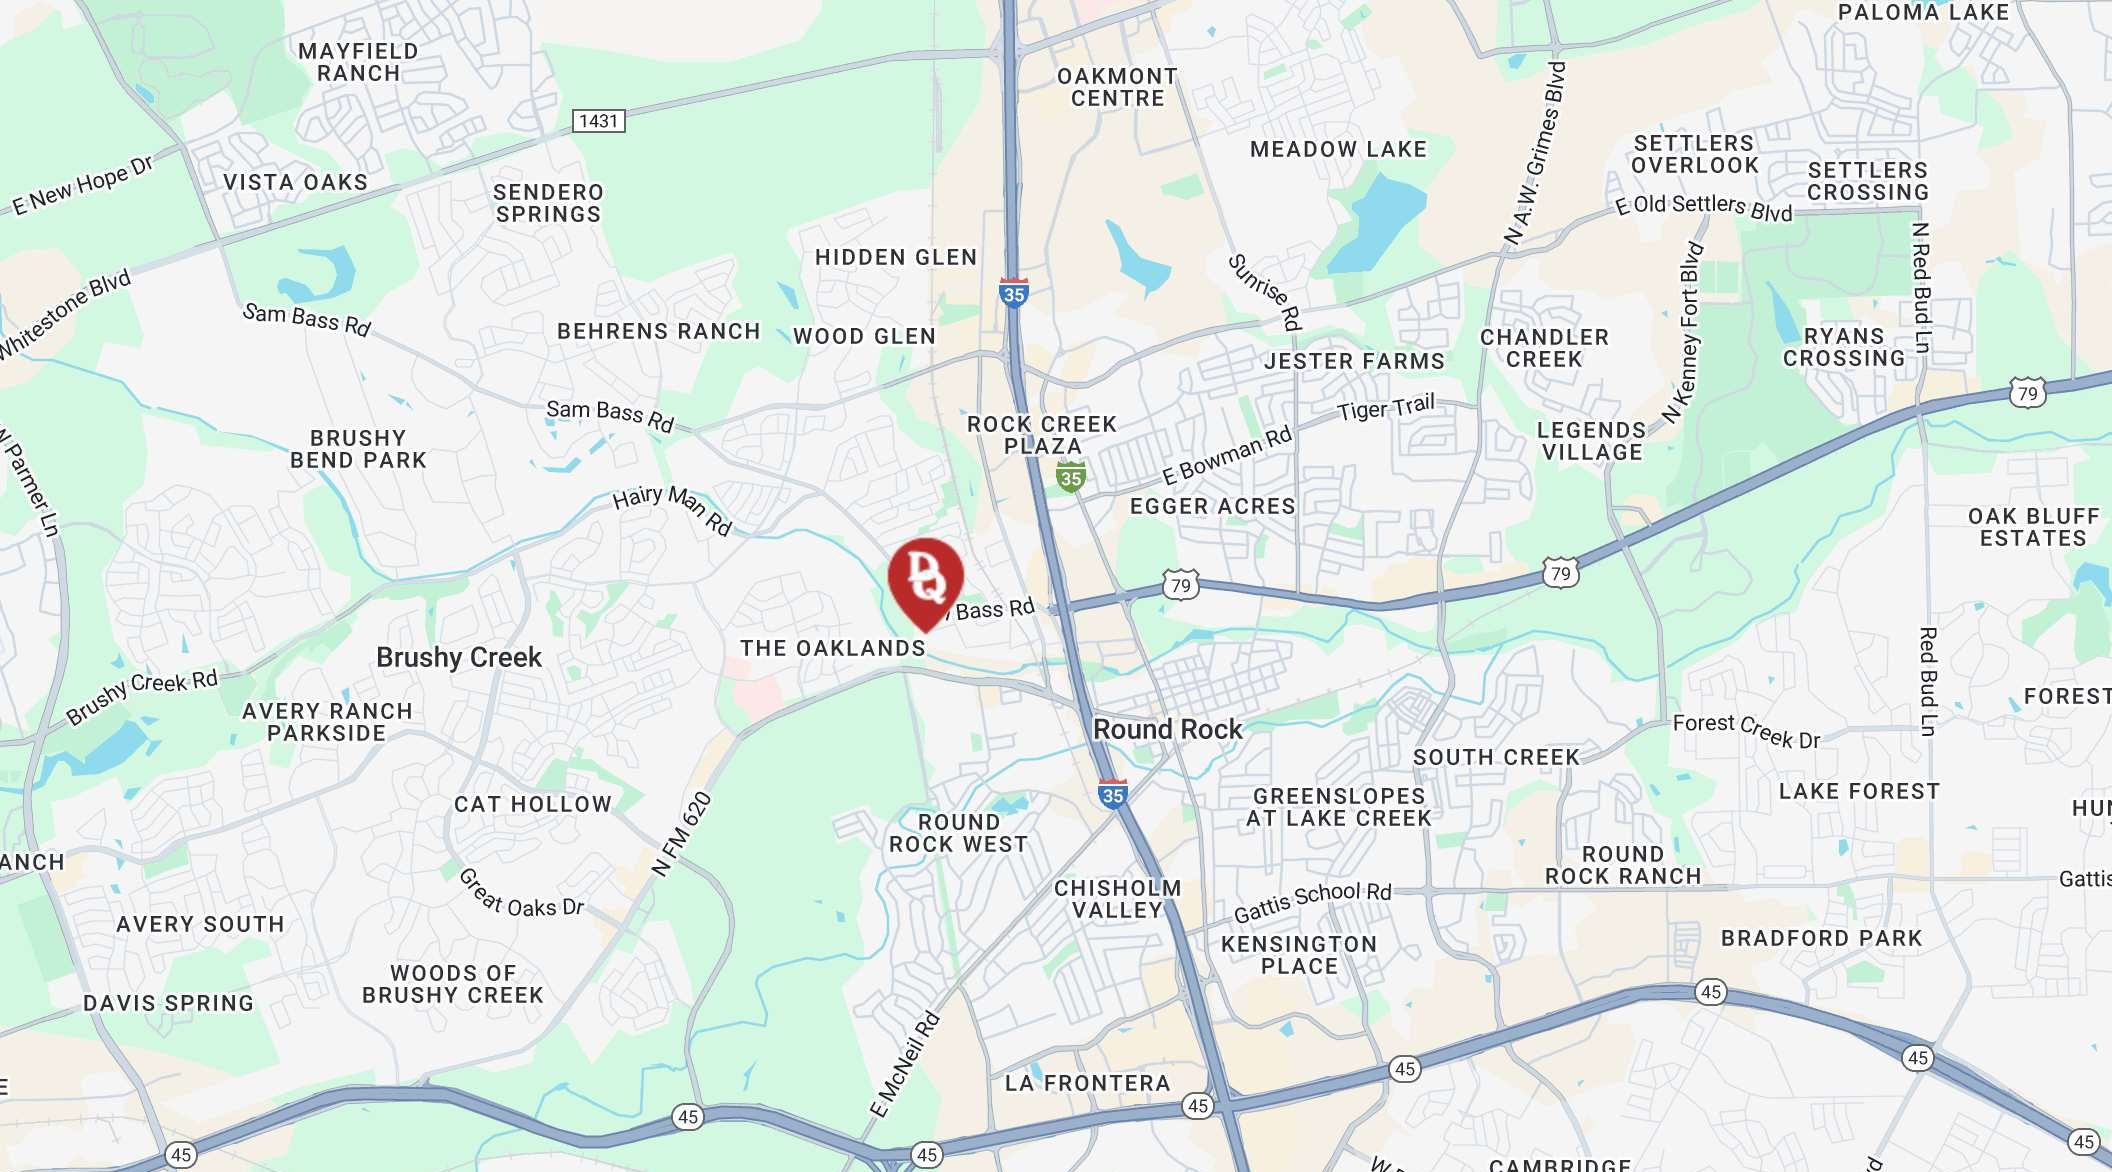 PALOMA LAKE
MAYFIELD
RANCH
OAKMONT
CENTRE
1431
N A.W. Grimes Blvd
MEADOW LAKE
SETTLERS
OVERLOOK
SETTLERS
CROSSING
E New Hope Dr
VISTA OAKS
SENDERO
SPRINGS
E Old Settlers Blvd
HIDDEN GLEN
Whitestone Blvd
Sam Bass Rd
35
Sunrise Rd
N Kenney Fort Blvd
N Red Bud Ln
BEHRENS RANCH
WOOD GLEN
JESTER FARMS
CHANDLER
CREEK
RYANS
CROSSING
79
Sam Bass Rd
ROCK CREEK
PLAZA
Tiger Trail
E Bowman Rd
LEGENDS
VILLAGE
BRUSHY
BEND PARK
N Parmer Ln
35
Hairy Man Rd
EGGER ACRES
OAK BLUFF
ESTATES
DQ
79
79
Bass Rd
THE OAKLANDS
Brushy Creek
Brushy Creek Rd
Red Bud Ln
FOREST
AVERY RANCH
PARKSIDE
Round Rock
Forest Creek Dr
SOUTH CREEK
35
LAKE FOREST
CAT HOLLOW
GREENSLOPES
AT LAKE CREEK
HUN
N FM 620
ROUND
ROCK WEST
ANCH
ROUND
ROCK RANCH
Great Oaks Dr
CHISHOLM
VALLEY
Gattis School Rd
Gattis
AVERY SOUTH
KENSINGTON
PLACE
BRADFORD PARK
WOODS OF
BRUSHY CREEK
DAVIS SPRING
45
E McNeil Rd
45
45
LA FRONTERA
E
45
45
45
45
45
CAMBRIDGE